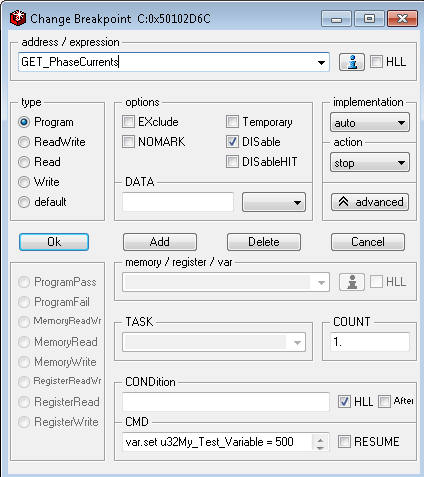 Change Breakpoint C:0x50102D6C
address / expression
GET_PhaseCurrents
HLL
type
Program
ReadWrite
Read
Write
default
options
EXclude
NOMARK
Temporary
DISable
DISableHIT
DATA
implementation
auto
action
stop
advanced
Ok
Add
Delete
Cancel
ProgramPass
ProgramFail
MemoryReadWr
MemoryRead
MemoryWrite
RegisterReadWr
RegisterRead
RegisterWrite
memory / register / var
HLL
TASK
COUNT
1.
CONDition
HLL
After
CMD
var.set u32My_Test_Variable = 500
RESUME